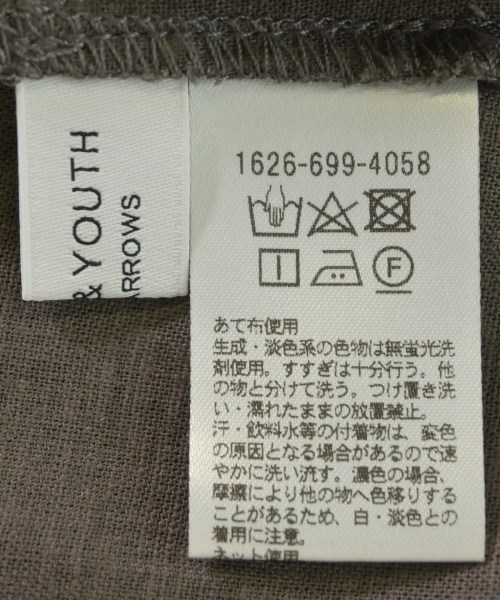 & YOUTH
ARROWS
1626-699-4058
F
あて布使用
生成・淡色系の色物は無蛍光洗
剤使用。すすぎは十分行う。他
の物と分けて洗う。つけ置き洗
い・濡れたままの放置禁止。
汗・飲料水等の付着物は、変色
の原因となる場合があるので速
やかに洗い流す。濃色の場合、
摩擦により他の物へ色移りする
ことがあるため、白・淡色との
着用に注意。
ネット使用